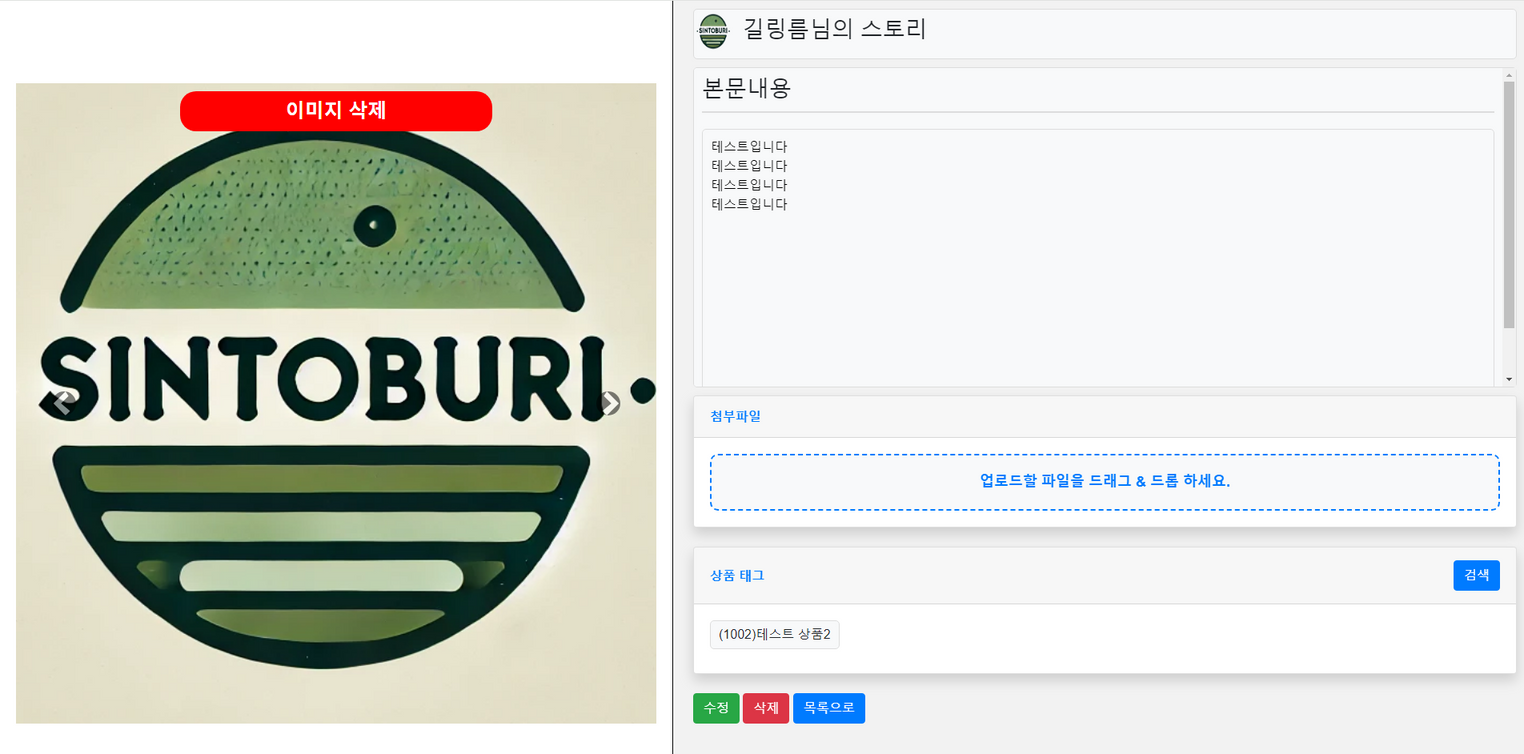 이미지 삭제
SINTOBURI·
·SINTOBURI·
길링름님의 스토리
본문내용
테스트입니다
테스트입니다
테스트입니다
테스트입니다
첨부파일
업로드할 파일을 드래그 & 드롭 하세요.
상품 태그
검색
(1002)테스트 상품2
수정 삭제 목록으로